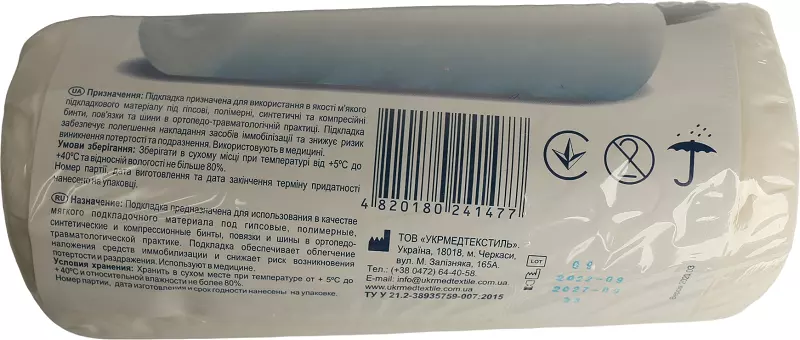 UA Призначення: Підкладка призначена для використання в якості м'якого
підкладкового матеріалу під гіпсові, полімерні, синтетичні та компресійні
бинти, пов'язки та шини в ортопедо-травматологічній практиці. Підкладка
забезпечує полегшення накладання засобів іммобілізації та знижує ризик
виникнення потертості та подразнення. Використовують в медицині.
Умови зберігання: Зберігати в сухому місці при температурі від +5ºС до
+40ºС та відносній вологості не більше 80%.
Номер партії, дата виготовлення та дата закінчення терміну придатності
нанесено на упаковці.
RU Назначение: Подкладка предназначена для использования в качестве
мягкого подкладочного материала под гипсовые, полимерные,
синтетические и компрессионные бинты, повязки и шины в ортопедо-
травматологической практике. Подкладка обеспечивает облегчение
наложения средств иммобилизации и снижает риск возникновения
потертости и раздражения. Используют в медицине.
Условия хранения: Хранить в сухом месте при температуре от + 5ºС до
+ 40ºС и относительной влажности не более 80%.
Номер партии, дата изготовления и срок годности нанесены на упаковке.
4 820180 241477
2
ТОВ "УКРМЕДТЕКСТИЛЬ"
Україна, 18018, м. Черкаси,
вул. М. Залізняка, 165А.
Тел.: (+38 0472) 64-40-58.
E-mail: info@ukrmedtextile.com.ua
www.ukrmedtextile.com.ua
ТУ У 21.2-38935759-007:2015
LOT 09
2022-09